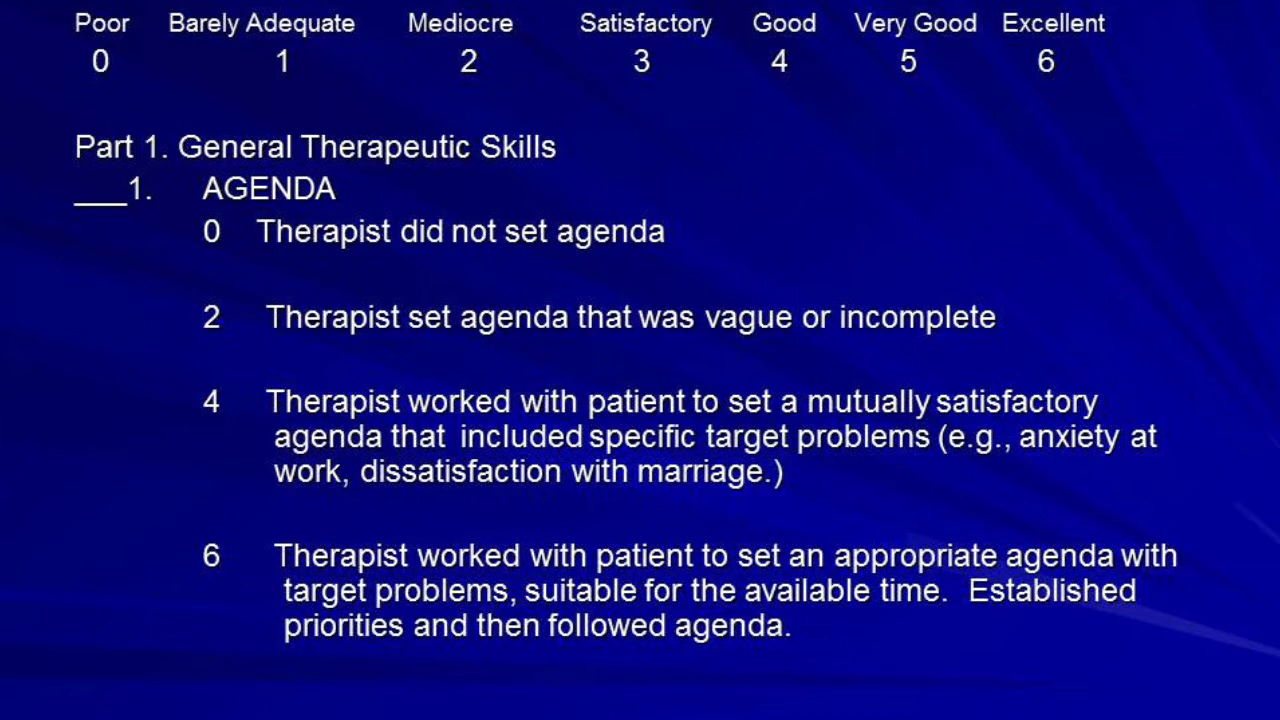 Poor Barely Adequate Mediocre Satisfactory Good Very Good Excellent
0 1 2 3 4 5 6
Part 1. General Therapeutic Skills
___1. AGENDA
0 Therapist did not set agenda
2 Therapist set agenda that was vague or incomplete
4 Therapist worked with patient to set a mutually satisfactory
agenda that included specific target problems (e.g., anxiety at
work, dissatisfaction with marriage.)
6 Therapist worked with patient to set an appropriate agenda with
target problems, suitable for the available time. Established
priorities and then followed agenda.